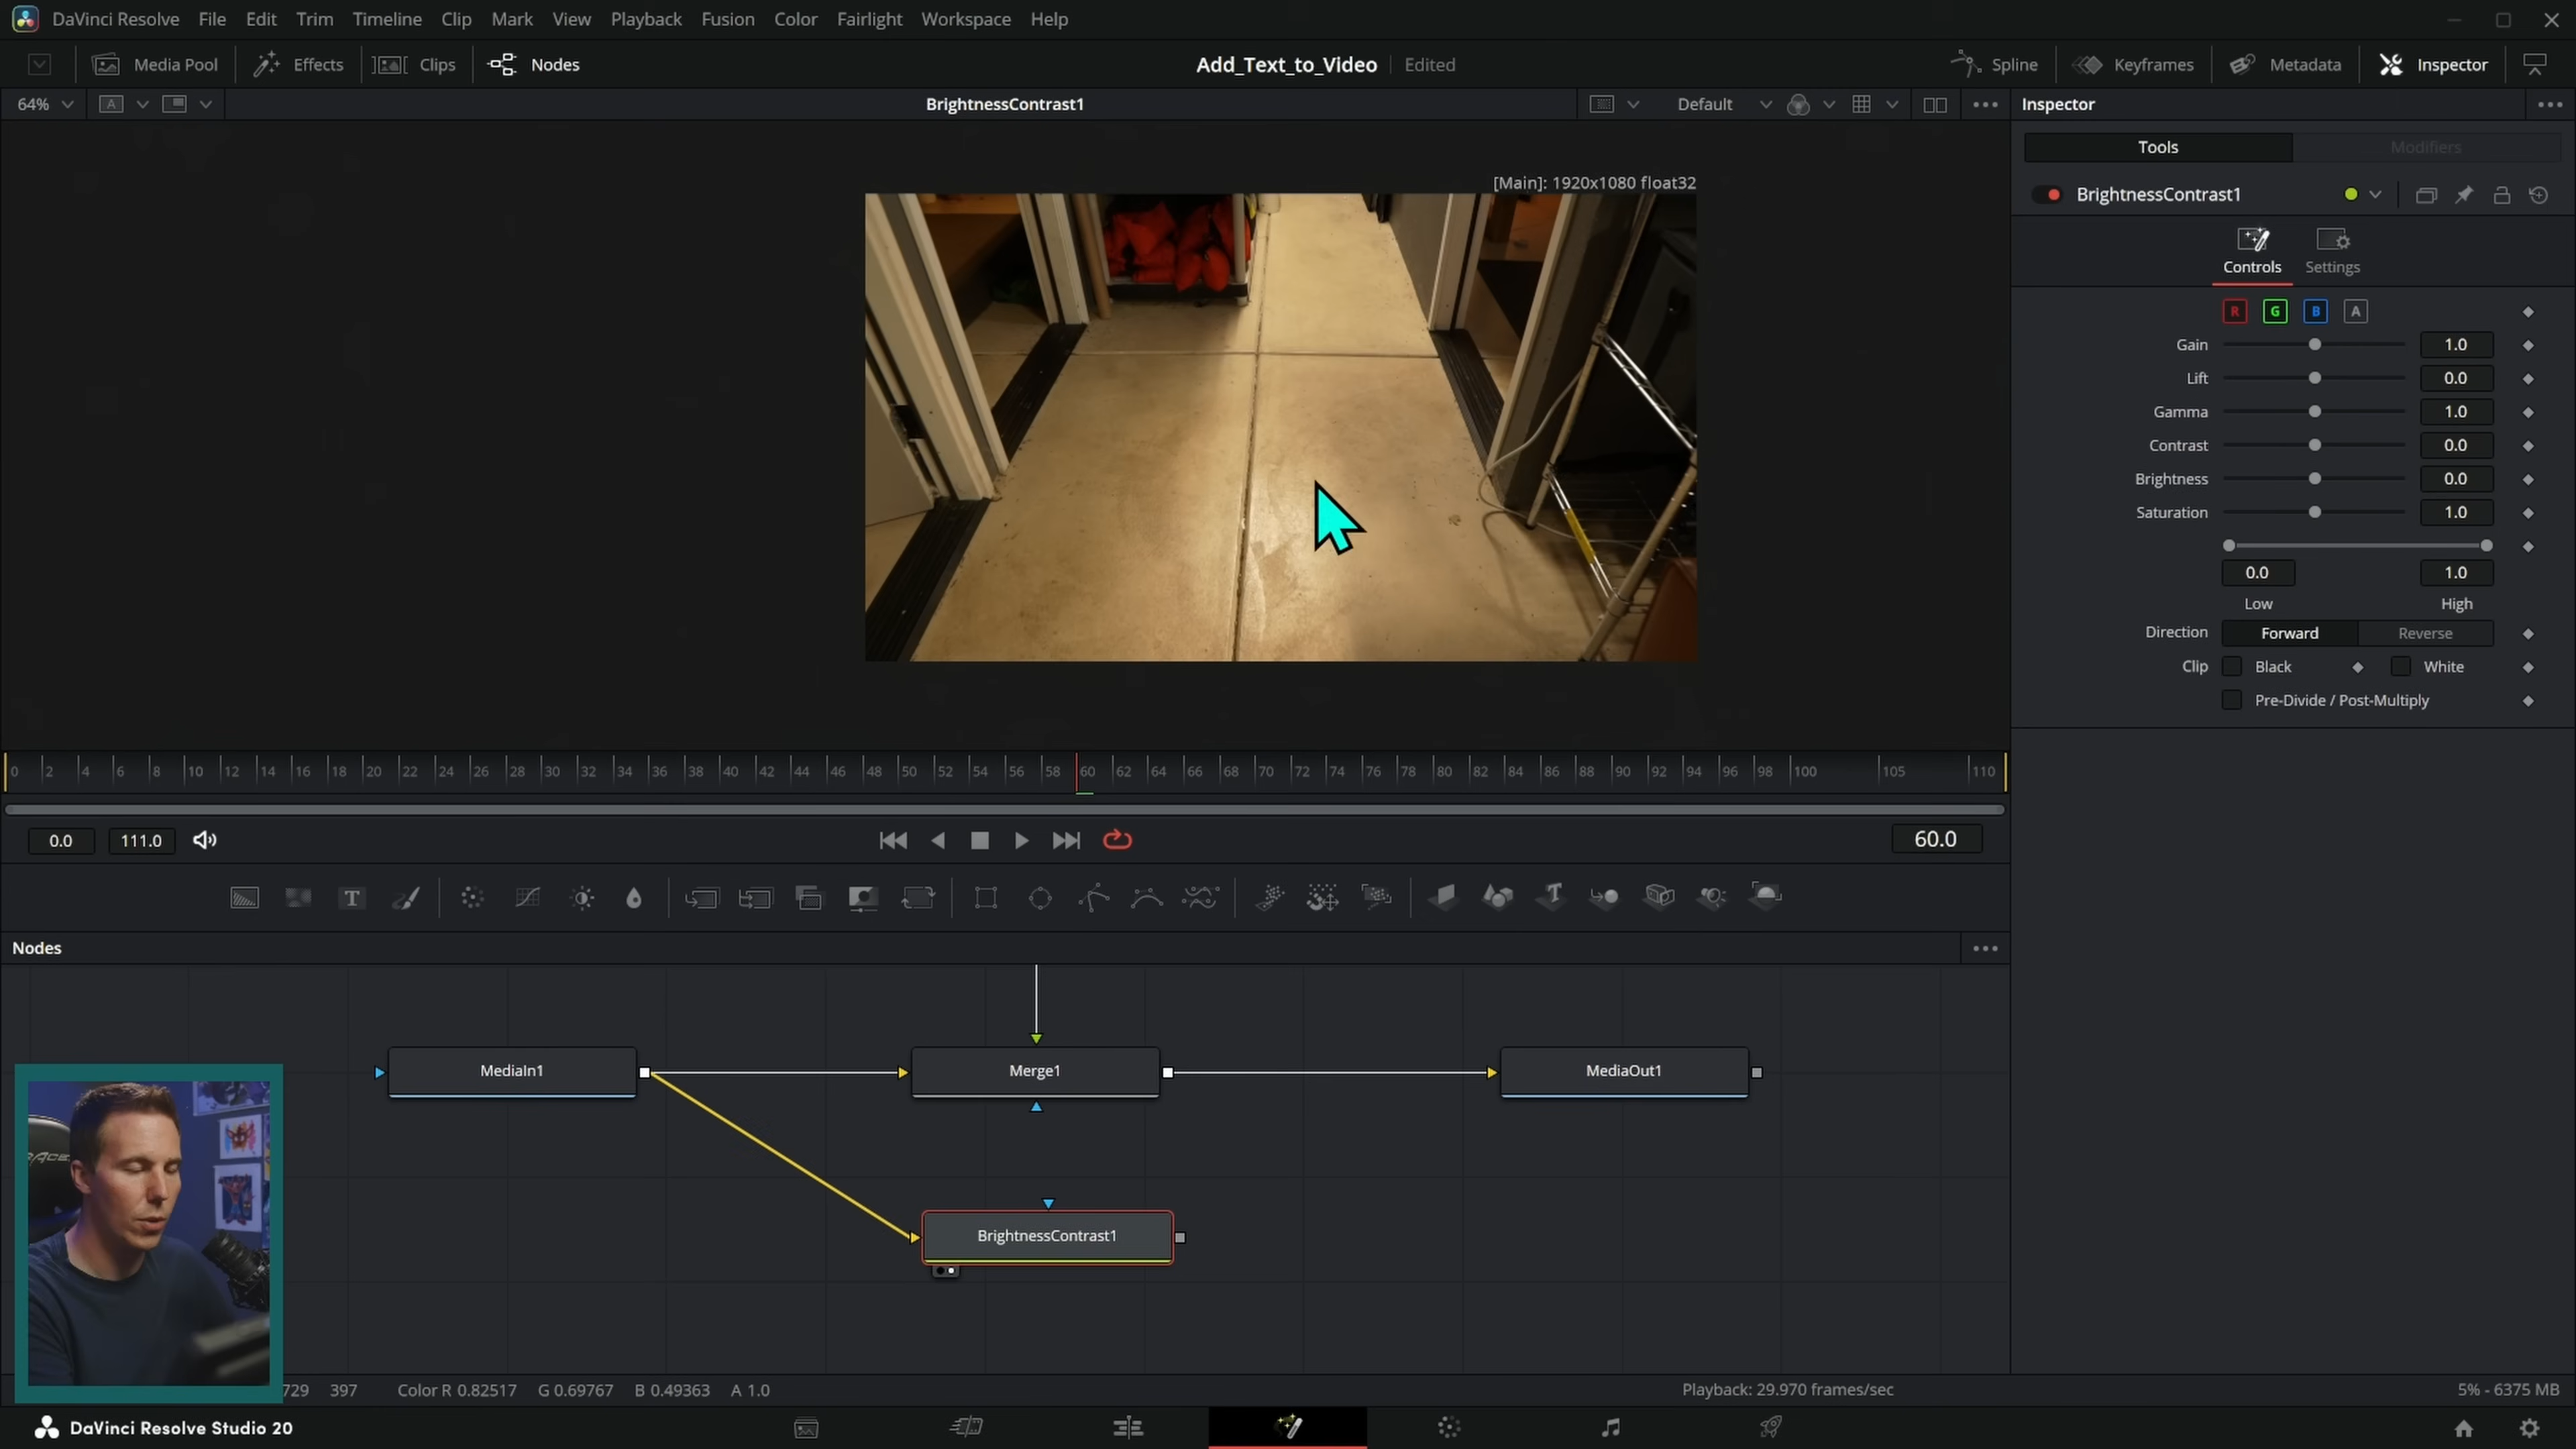 DaVinci Resolve File Edit Trim Timeline Clip Mark View Playback Fusion Color Fairlight Workspace Help
Media Pool Effects Clips Nodes Add_Text_to_Video Edited Spline Keyframes Metadata Inspector
64% A BrightnessContrast1 Default Inspector
Tools Modifiers
[Main]: 1920x1080 float32
BrightnessContrast1
Controls Settings
R G B A
Gain 1.0
Lift 0.0
Gamma 1.0
Contrast 0.0
Brightness 0.0
Saturation 1.0
0.0 1.0
Low High
Direction Forward Reverse
Clip Black White
Pre-Divide / Post-Multiply
0 2 4 6 8 10 12 14 16 18 20 22 24 26 28 30 32 34 36 38 40 42 44 46 48 50 52 54 56 58 60 62 64 66 68 70 72 74 76 78 80 82 84 86 88 90 92 94 96 98 100 105 110
0.0 111.0 60.0
T T
Nodes
MediaIn1 Merge1 MediaOut1
BrightnessContrast1
729 397 Color R 0.82517 G 0.69767 B 0.49363 A 1.0 Playback: 29.970 frames/sec 5% - 6375 MB
DaVinci Resolve Studio 20